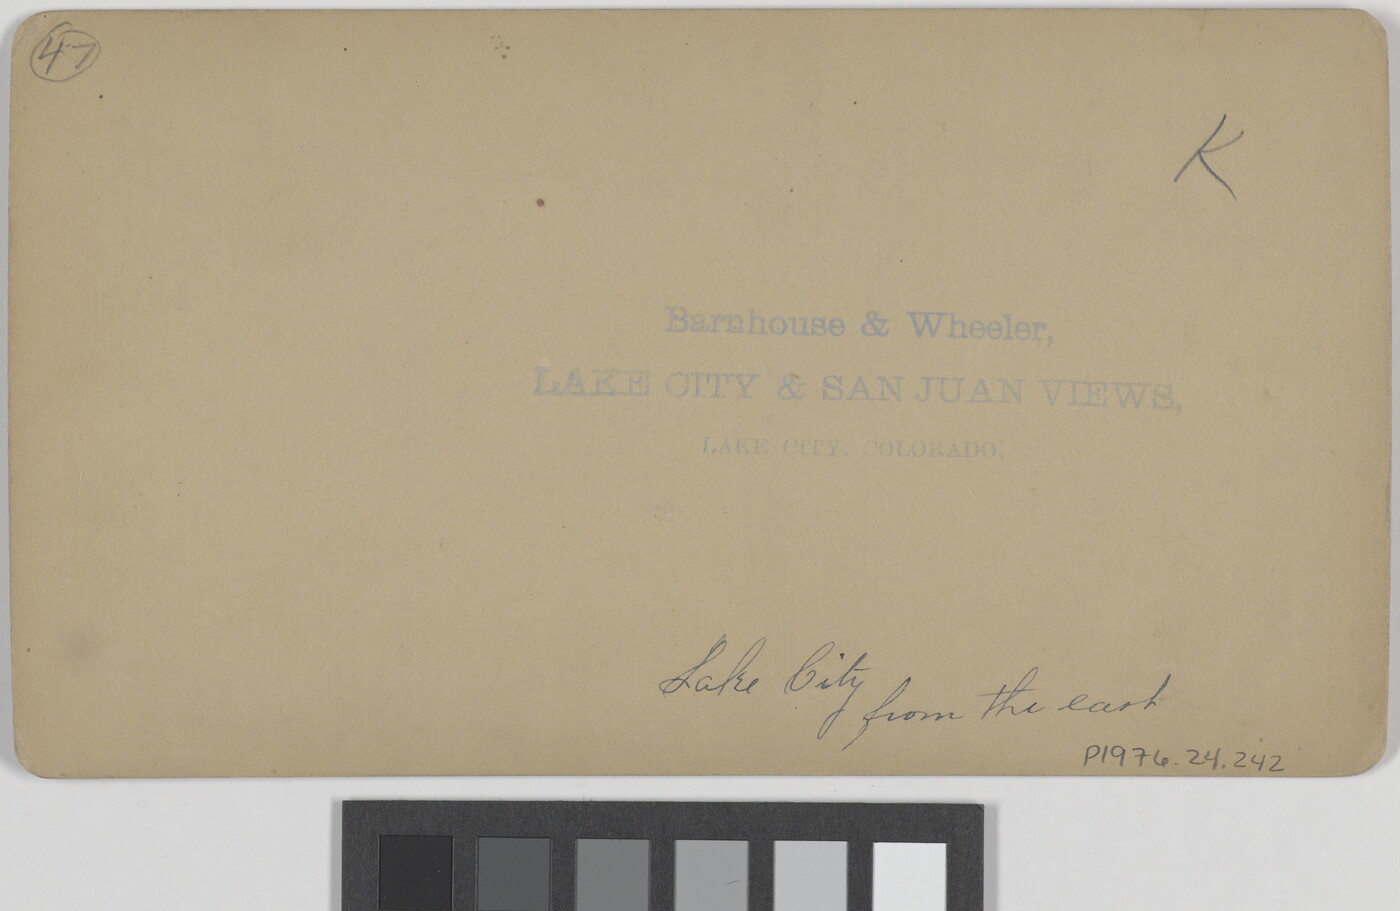 47
K
Barnhouse & Wheeler,
LAKE CITY & SAN JUAN VIEWS,
LAKE CITY, COLORADO.
Lake City
from the east
P1976.24.242